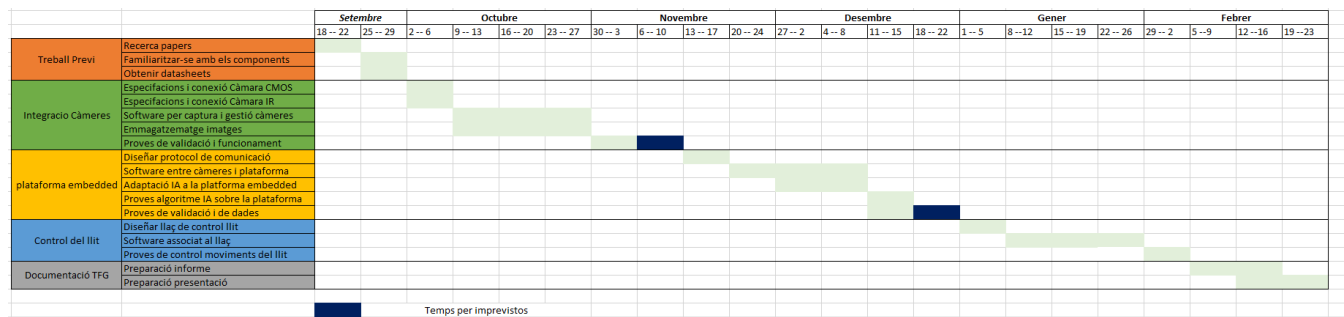 Setembre Octubre Novembre Desembre Gener Febrer
18 -- 22 25 -- 29 2 -- 6 9 -- 13 16 -- 20 23 -- 27 30 -- 3 6 -- 10 13 -- 17 20 -- 24 27 -- 2 4 -- 8 11 -- 15 18 -- 22 1 -- 5 8 --12 15 -- 19 22 -- 26 29 -- 2 5 --9 12 --16 19 --23
Treball Previ
Recerca papers
Familiaritzar-se amb els components
Obtenir datasheets
Integracio Càmeres
Especifacions i conexió Càmara CMOS
Especifacions i conexió Càmara IR
Software per captura i gestió càmeres
Emmagatzematge imatges
Proves de validació i funcionament
plataforma embedded
Diseñar protocol de comunicació
Software entre càmeres i plataforma
Adaptació IA a la platforma embedded
Proves algoritme IA sobre la plataforma
Proves de validació i de dades
Control del llit
Diseñar llaç de control llit
Software associat al llaç
Proves de control moviments del llit
Documentació TFG
Preparació informe
Preparació presentació
Temps per imprevistos